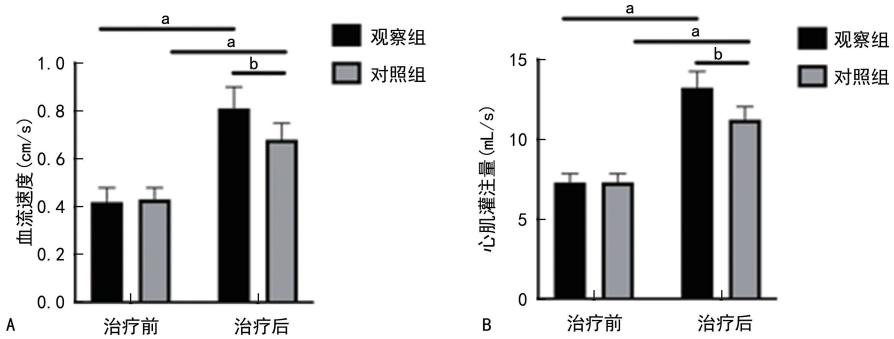 a
a
b
观察组
对照组
血流速度(cm/s)
1.0
0.8
0.6
0.4
0.2
0.0
治疗前
治疗后
A
a
a
b
观察组
对照组
心肌灌注量(mL/s)
15
10
5
0
治疗前
治疗后
B